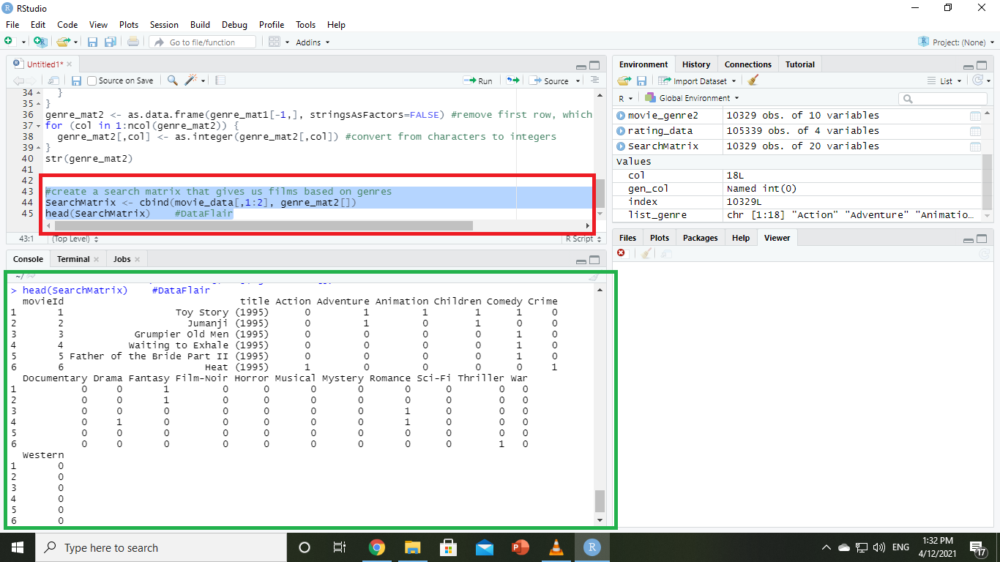 RStudio
File Edit Code View Plots Session Build Debug Profile Tools Help
Go to file/function
Addins
Project: (None)
Untitled1*
Source on Save
Run
Source
34 }
35 }
36 genre_mat2 <- as.data.frame(genre_mat1[-1,], stringsAsFactors=FALSE) #remove first row, which
37 for (col in 1:ncol(genre_mat2)) {
38 genre_mat2[,col] <- as.integer(genre_mat2[,col]) #convert from characters to integers
39 }
40 str(genre_mat2)
41
42
43 #create a search matrix that gives us films based on genres
44 SearchMatrix <- cbind(movie_data[,1:2], genre_mat2[])
45 head(SearchMatrix) #DataFlair
43:1 (Top Level) R Script
Console Terminal Jobs
~/
> head(SearchMatrix) #DataFlair
movieId title Action Adventure Animation Children Comedy Crime
1 1 Toy Story (1995) 0 1 1 1 1 0
2 2 Jumanji (1995) 0 1 0 1 0 0
3 3 Grumpier Old Men (1995) 0 0 0 0 1 0
4 4 Waiting to Exhale (1995) 0 0 0 0 1 0
5 5 Father of the Bride Part II (1995) 0 0 0 0 1 0
6 6 Heat (1995) 1 0 0 0 0 1
Documentary Drama Fantasy Film-Noir Horror Musical Mystery Romance Sci-Fi Thriller War
1 0 0 1 0 0 0 0 0 0 0 0
2 0 0 1 0 0 0 0 0 0 0 0
3 0 0 0 0 0 0 0 1 0 0 0
4 0 1 0 0 0 0 0 1 0 0 0
5 0 0 0 0 0 0 0 0 0 0 0
6 0 0 0 0 0 0 0 0 0 1 0
Western
1 0
2 0
3 0
4 0
5 0
6 0
Environment History Connections Tutorial
Import Dataset
List
R
Global Environment
movie_genre2 10329 obs. of 10 variables
rating_data 105339 obs. of 4 variables
SearchMatrix 10329 obs. of 20 variables
Values
col 18L
gen_col Named int(0)
index 10329L
list_genre chr [1:18] "Action" "Adventure" "Animatio…
Files Plots Packages Help Viewer
Type here to search
ENG
1:32 PM
4/12/2021
17